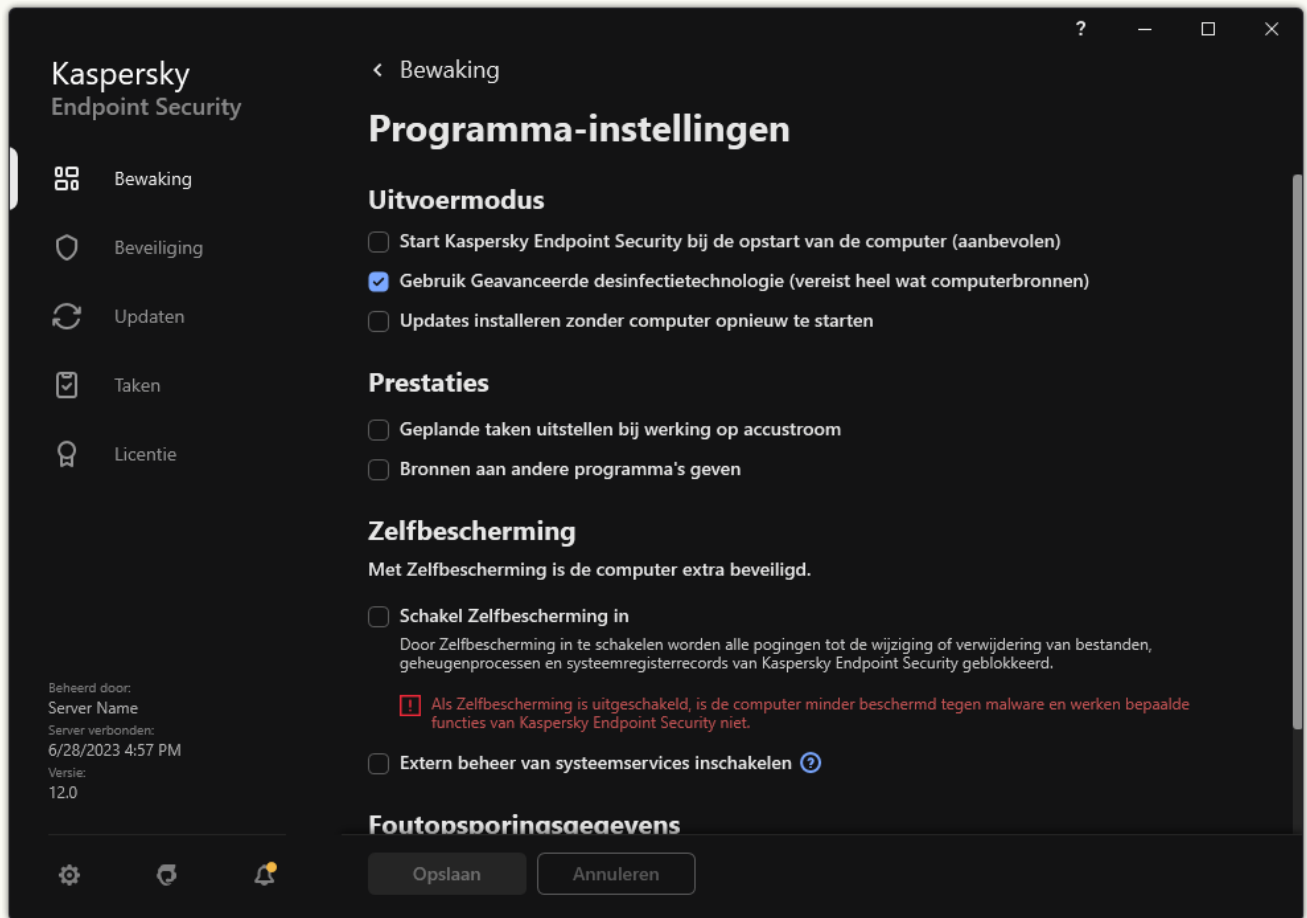 ?
Kaspersky
Endpoint Security
Bewaking
Beveiliging
Updaten
Taken
Licentie
Beheerd door:
Server Name
Server verbonden:
6/28/2023 4:57 PM
Versie:
12.0
Bewaking
Programma-instellingen
Uitvoermodus
Start Kaspersky Endpoint Security bij de opstart van de computer (aanbevolen)
Gebruik Geavanceerde desinfectietechnologie (vereist heel wat computerbronnen)
Updates installeren zonder computer opnieuw te starten
Prestaties
Geplande taken uitstellen bij werking op accustroom
Bronnen aan andere programma's geven
Zelfbescherming
Met Zelfbescherming is de computer extra beveiligd.
Schakel Zelfbescherming in
Door Zelfbescherming in te schakelen worden alle pogingen tot de wijziging of verwijdering van bestanden,
geheugenprocessen en systeemregisterrecords van Kaspersky Endpoint Security geblokkeerd.
Als Zelfbescherming is uitgeschakeld, is de computer minder beschermd tegen malware en werken bepaalde
functies van Kaspersky Endpoint Security niet.
Extern beheer van systeemservices inschakelen ?
Foutopsporingsgegevens
Opslaan
Annuleren